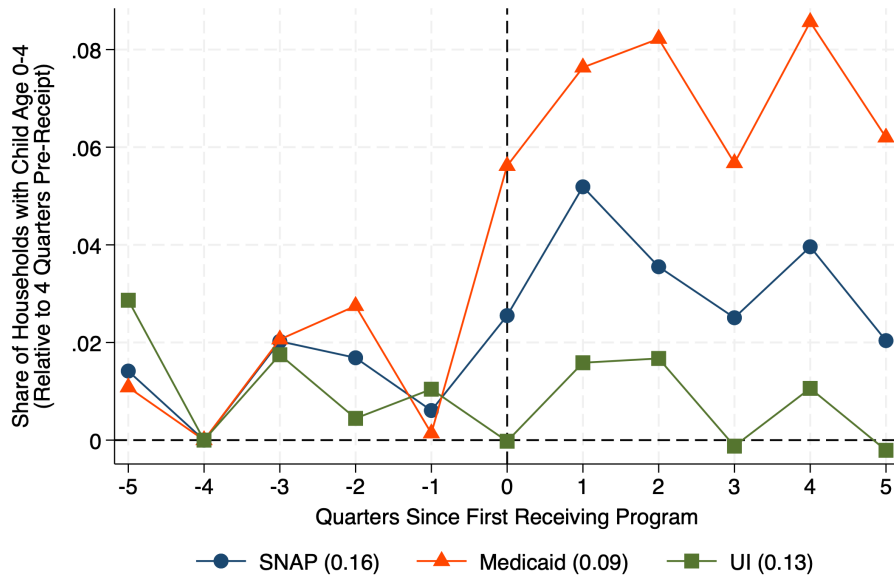 Share of Households with Child Age 0-4
(Relative to 4 Quarters Pre-Receipt)
.08
.06
.04
.02
0
-5 -4 -3 -2 -1 0 1 2 3 4 5
Quarters Since First Receiving Program
SNAP (0.16) Medicaid (0.09) UI (0.13)